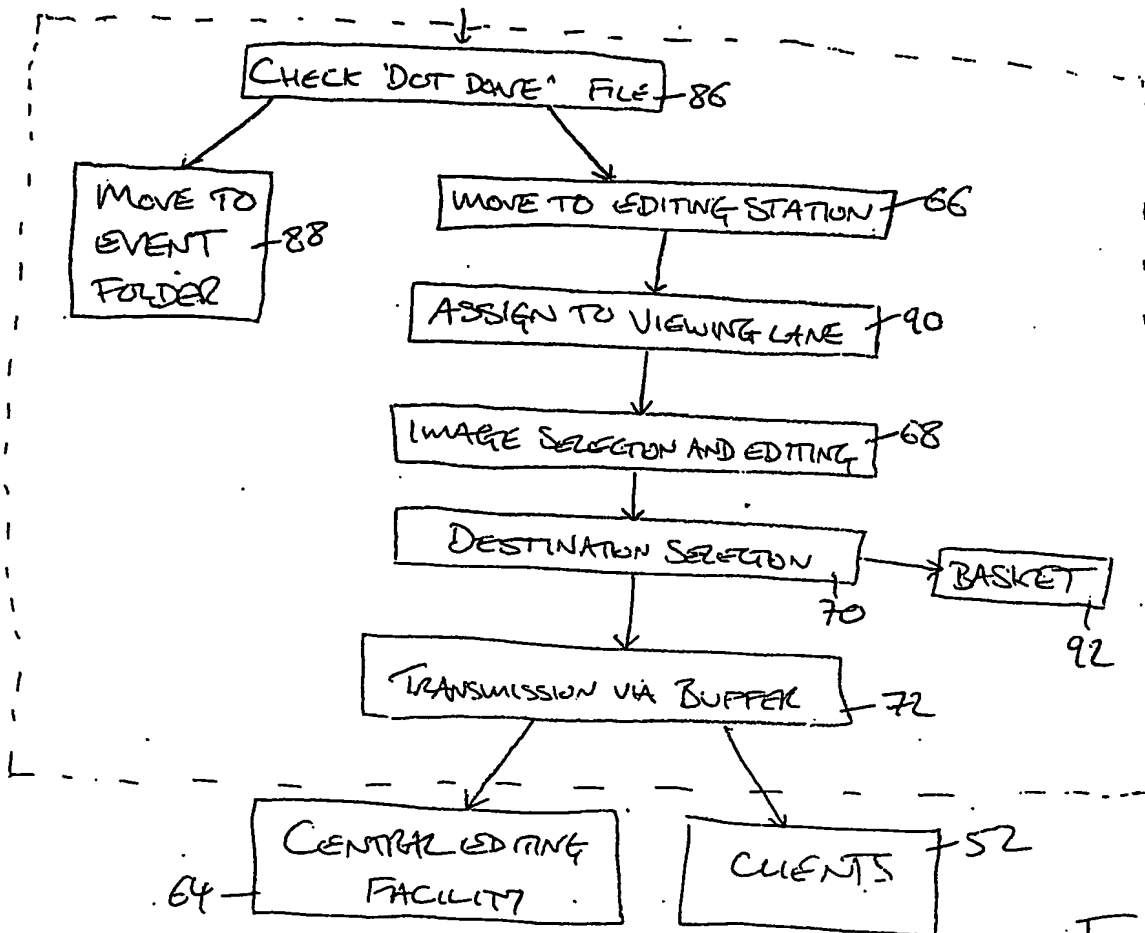 CHECK 'DOT DONE" FILE 86
MOVE TO
EVENT
FOLDER
88
MOVE TO EDITING STATION 66
ASSIGN TO VIEWING LANE 90
IMAGE SELECTON AND EDITING 68
DESTINATION SELECTON
70
BASKET
92
TRANSMISSION VIA BUFFER 72
CENTRAL EDITING
FACILITY
64
CLIENTS 52